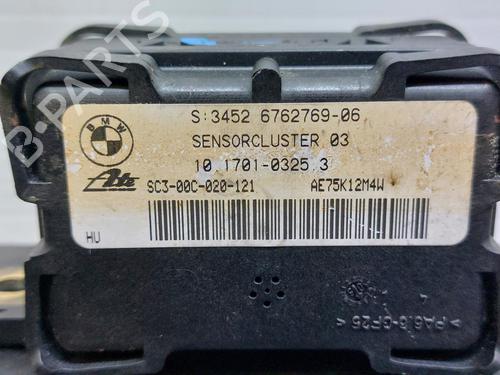 B-PARTS
S:3452 6762769-06
BMW
SENSORCLUSTER 03
10.1701-0325.3
Ate
SC3-00C-020-121 AE75K12M4W
HU
>PA6.6-GF25<